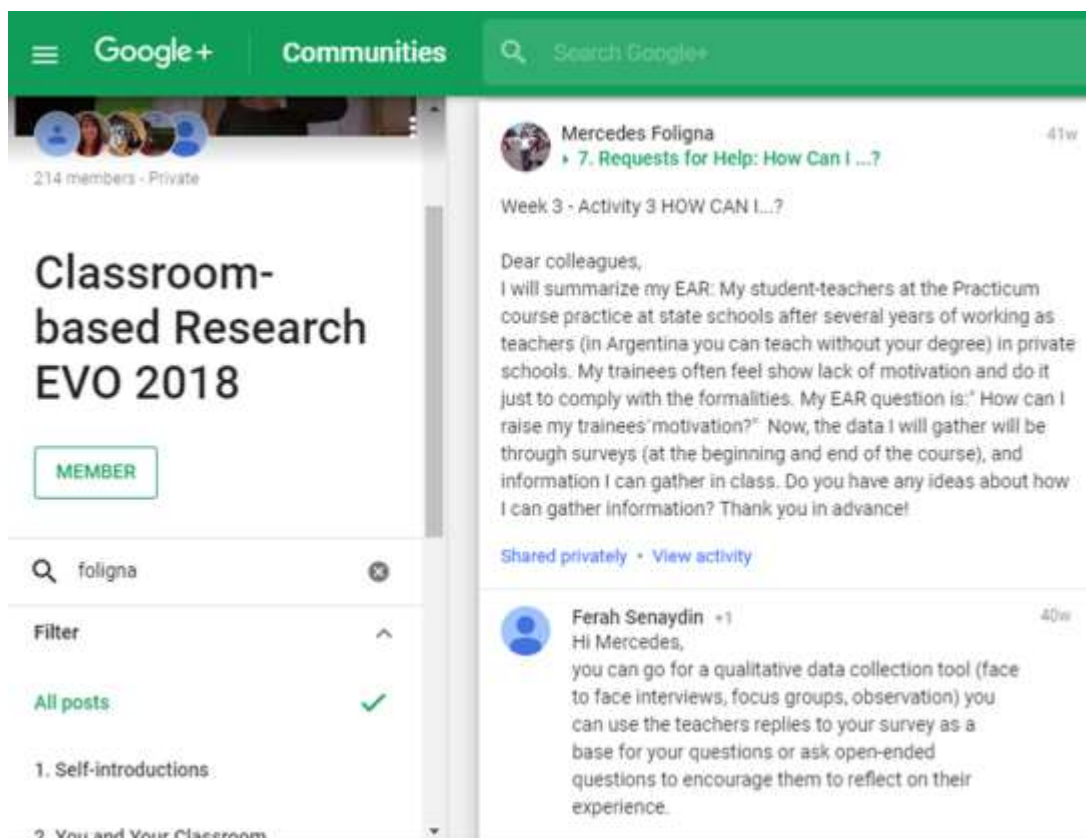 Google+
Communities
Search Google+
214 members - Private
Classroom-
based Research
EVO 2018
MEMBER
foligna
Filter
All posts
1. Self-introductions
2. You and Your Classroom
Mercedes Foligna
41w
7. Requests for Help: How Can I ...?
Week 3 - Activity 3 HOW CAN I...?
Dear colleagues,
I will summarize my EAR: My student-teachers at the Practicum
course practice at state schools after several years of working as
teachers (in Argentina you can teach without your degree) in private
schools. My trainees often feel show lack of motivation and do it
just to comply with the formalities. My EAR question is:" How can I
raise my trainees'motivation?" Now, the data I will gather will be
through surveys (at the beginning and end of the course), and
information I can gather in class. Do you have any ideas about how
I can gather information? Thank you in advance!
Shared privately • View activity
Ferah Senaydin +1
40w
Hi Mercedes,
you can go for a qualitative data collection tool (face
to face interviews, focus groups, observation) you
can use the teachers replies to your survey as a
base for your questions or ask open-ended
questions to encourage them to reflect on their
experience.